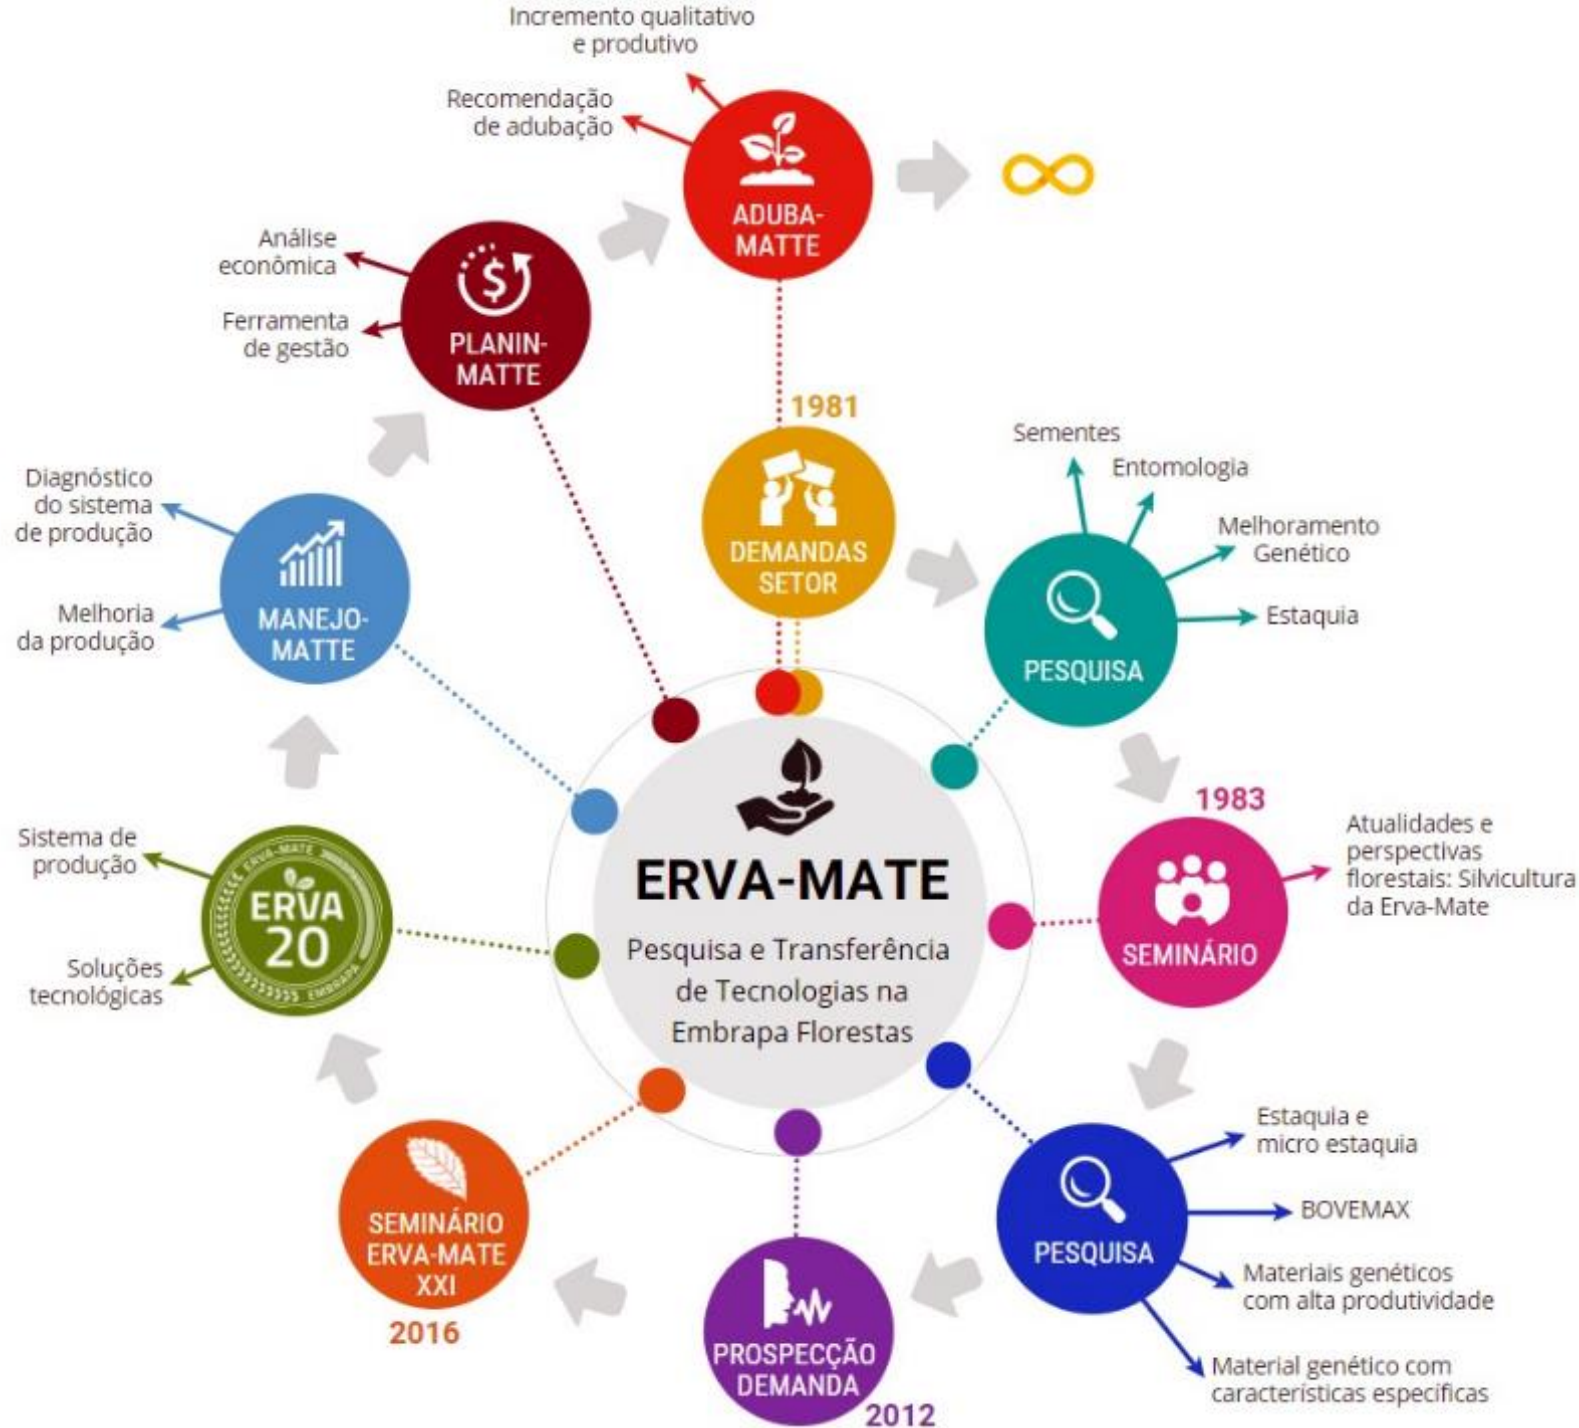 Incremento qualitativo
e produtivo
Recomendação
de adubação
ADUBA-
MATTE
Análise
econômica
Ferramenta
de gestão
PLANIN-
MATTE
1981
DEMANDAS
SETOR
Sementes
Entomologia
Melhoramento
Genético
Estaquia
PESQUISA
Diagnóstico
do sistema
de produção
Melhoria
da produção
MANEJO-
MATTE
1983
SEMINÁRIO
Atualidades e
perspectivas
florestais: Silvicultura
da Erva-Mate
Sistema de
produção
Soluções
tecnológicas
ERVA-MATE
ERVA
20
EMBRAPA
ERVA-MATE
Pesquisa e Transferência
de Tecnologias na
Embrapa Florestas
Estaquia e
micro estaquia
BOVEMAX
Materiais genéticos
com alta produtividade
Material genético com
características específicas
PESQUISA
SEMINÁRIO
ERVA-MATE
XXI
2016
PROSPECÇÃO
DEMANDA
2012